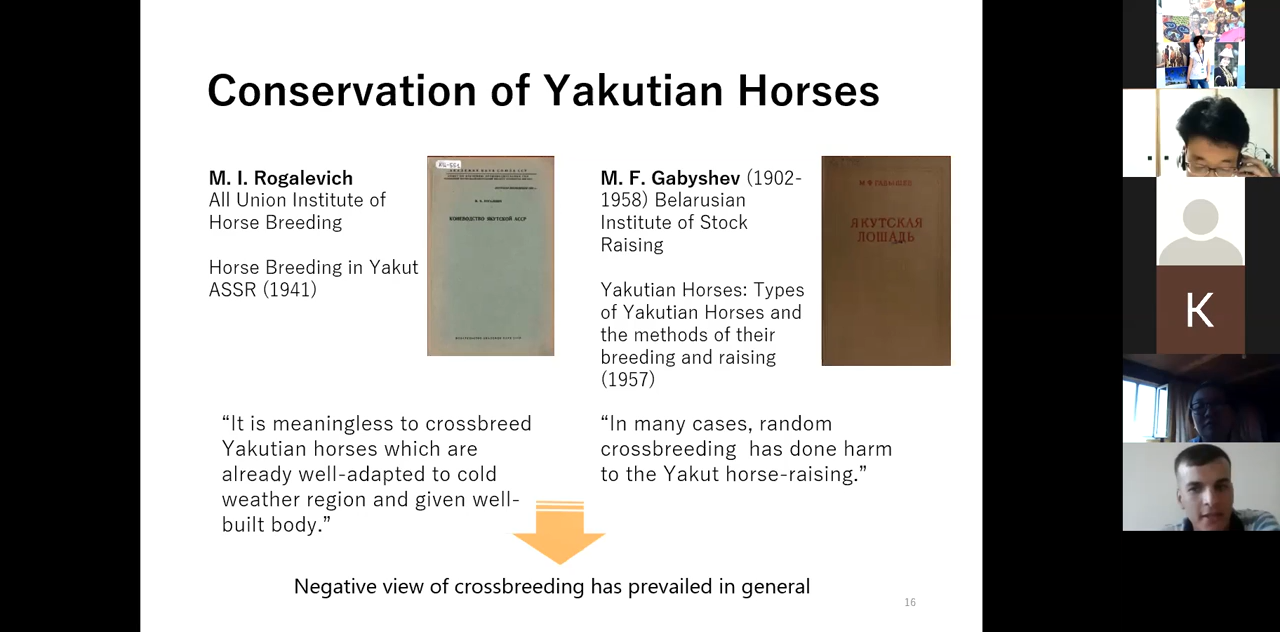 Conservation of Yakutian Horses
M. I. Rogalevich
All Union Institute of
Horse Breeding
Horse Breeding in Yakut
ASSR (1941)
КОНЕВОДСТВО ЯКУТСКОЙ АССР
M. F. Gabyshev (1902-
1958) Belarusian
Institute of Stock
Raising
Yakutian Horses: Types
of Yakutian Horses and
the methods of their
breeding and raising
(1957)
М Ф ГАБЫШЕВ
ЯКУТСКАЯ
ЛОШАДЬ
“It is meaningless to crossbreed
Yakutian horses which are
already well-adapted to cold
weather region and given well-
built body.”
“In many cases, random
crossbreeding has done harm
to the Yakut horse-raising.”
Negative view of crossbreeding has prevailed in general
16
K